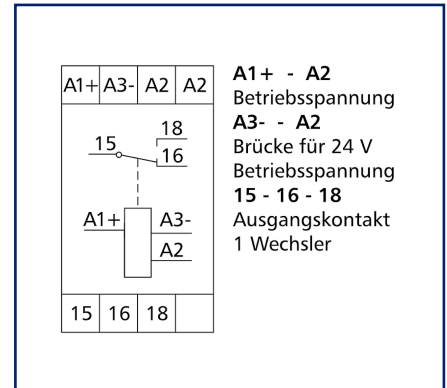 A1+ A3- A2 A2
15 18
16
A1+ A3-
A2
15 16 18
A1+ - A2
Betriebsspannung
A3- - A2
Brücke für 24 V
Betriebsspannung
15 - 16 - 18
Ausgangskontakt
1 Wechsler